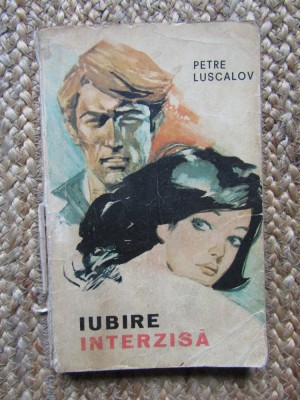 PETRE
LUSCALOV
IUBIRE
INTERZISĂ